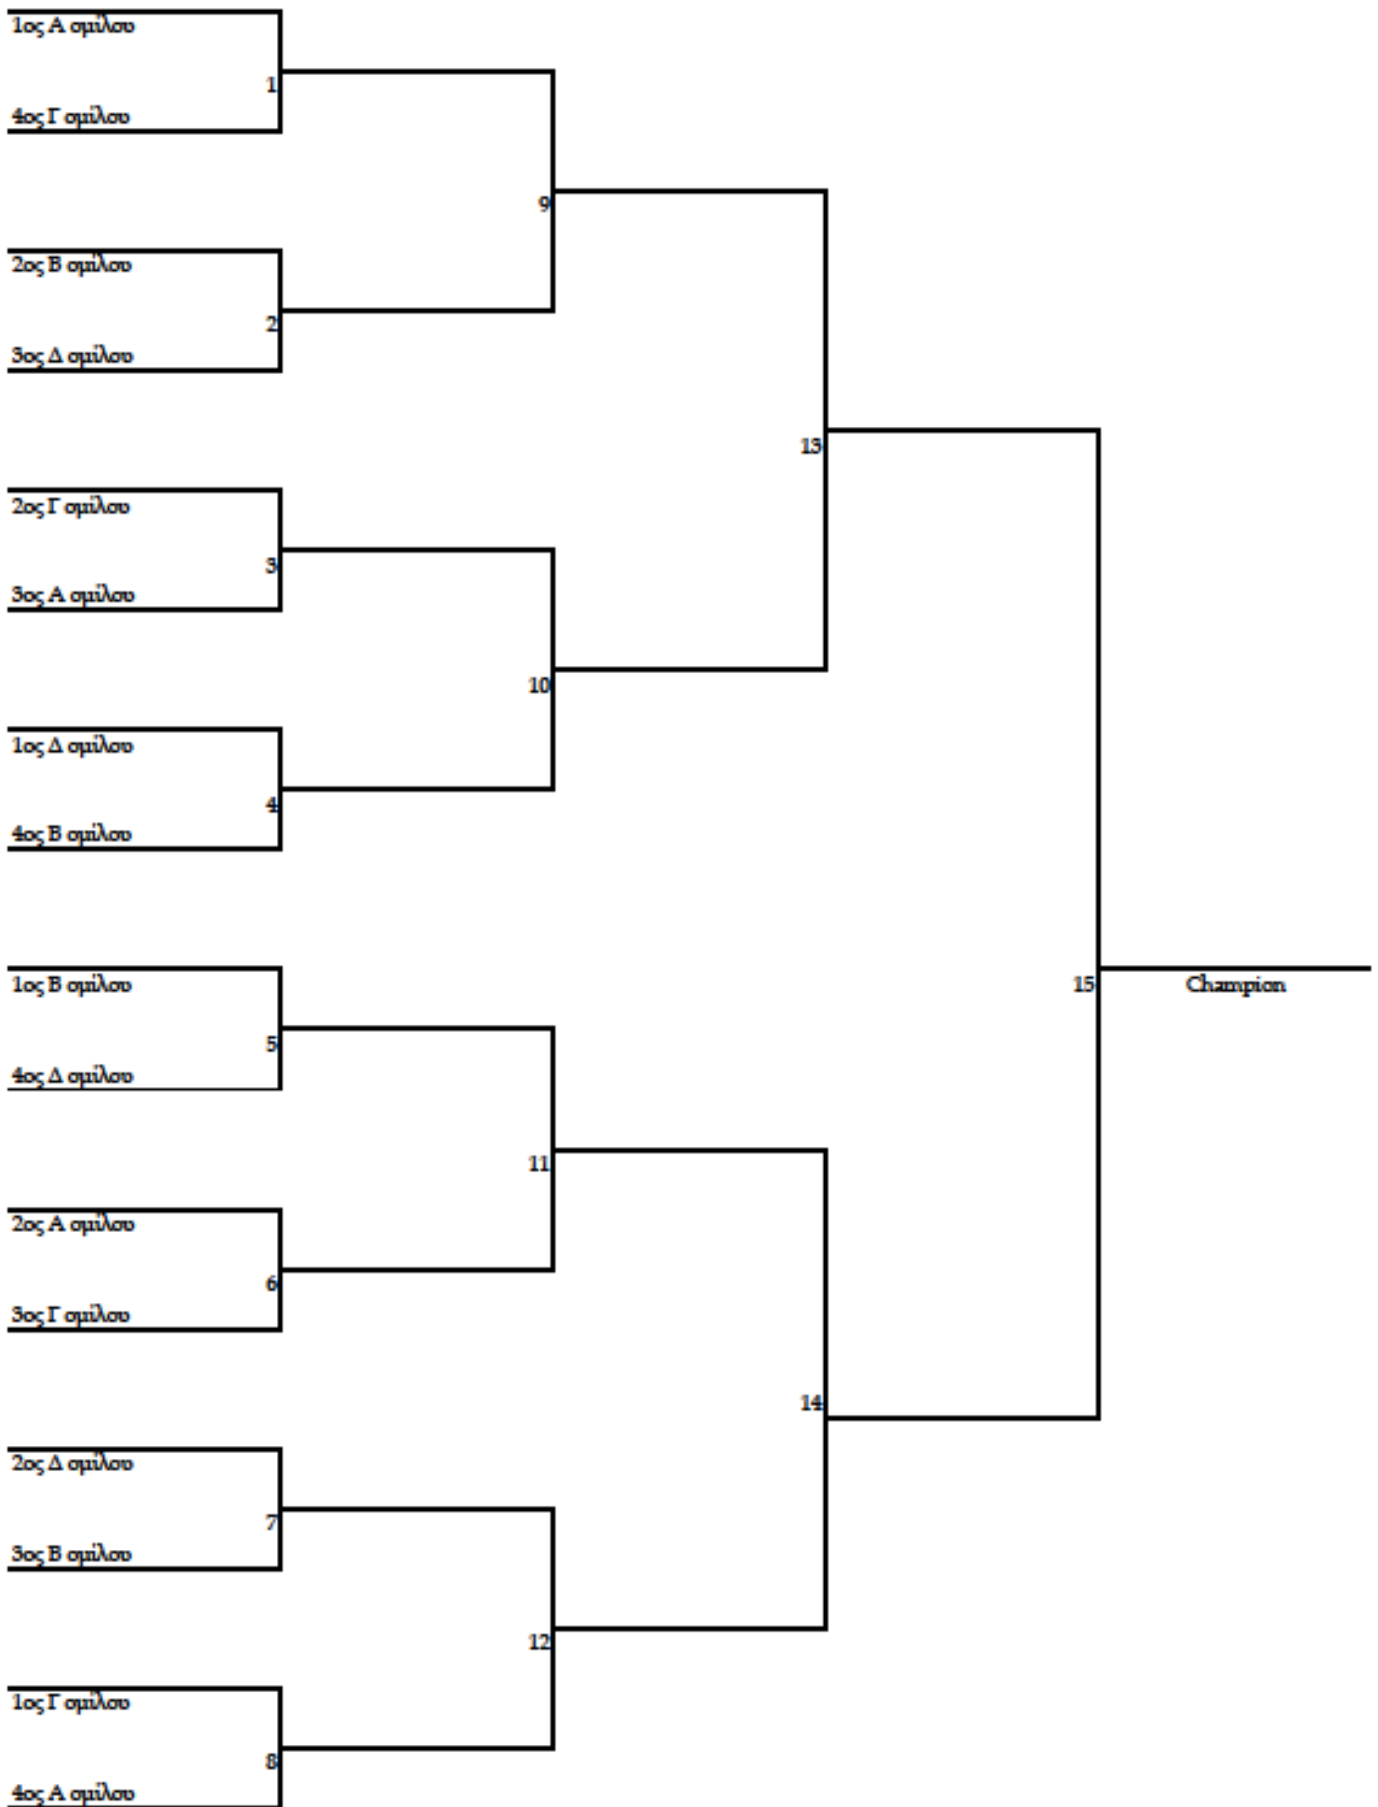 1ος Α ομίλου
1
4ος Γ ομίλου
9
2ος Β ομίλου
2
3ος Δ ομίλου
13
2ος Γ ομίλου
3
3ος Α ομίλου
10
1ος Δ ομίλου
4
4ος Β ομίλου
1ος Β ομίλου
15 Champion
5
4ος Δ ομίλου
11
2ος Α ομίλου
6
3ος Γ ομίλου
14
2ος Δ ομίλου
7
3ος Β ομίλου
12
1ος Γ ομίλου
8
4ος Α ομίλου